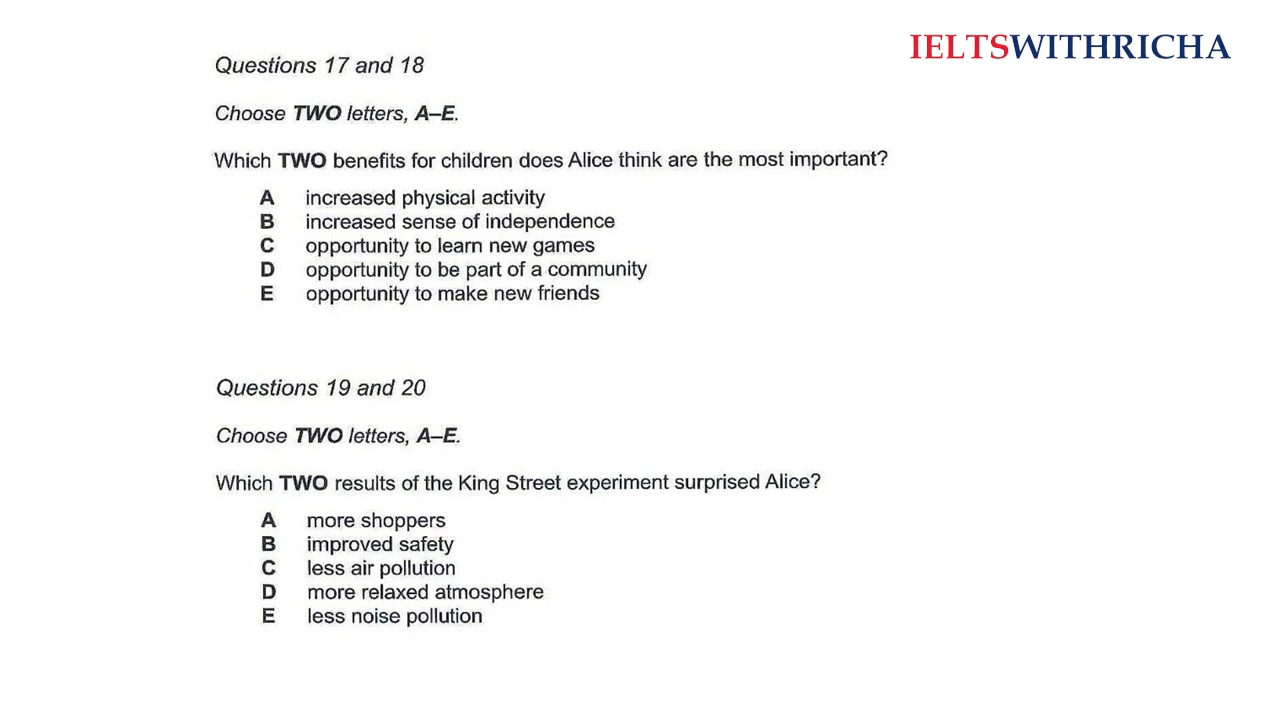 IELTSWITHRICHA
Questions 17 and 18
Choose TWO letters, A–E.
Which TWO benefits for children does Alice think are the most important?
A increased physical activity
B increased sense of independence
C opportunity to learn new games
D opportunity to be part of a community
E opportunity to make new friends
Questions 19 and 20
Choose TWO letters, A–E.
Which TWO results of the King Street experiment surprised Alice?
A more shoppers
B improved safety
C less air pollution
D more relaxed atmosphere
E less noise pollution